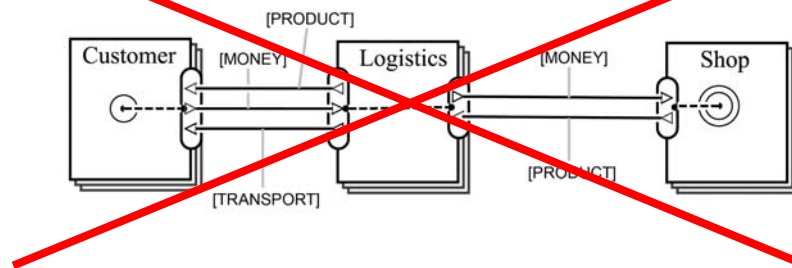 [PRODUCT]
Customer
[MONEY]
Logistics
[MONEY]
Shop
[PRODUCT]
[TRANSPORT]